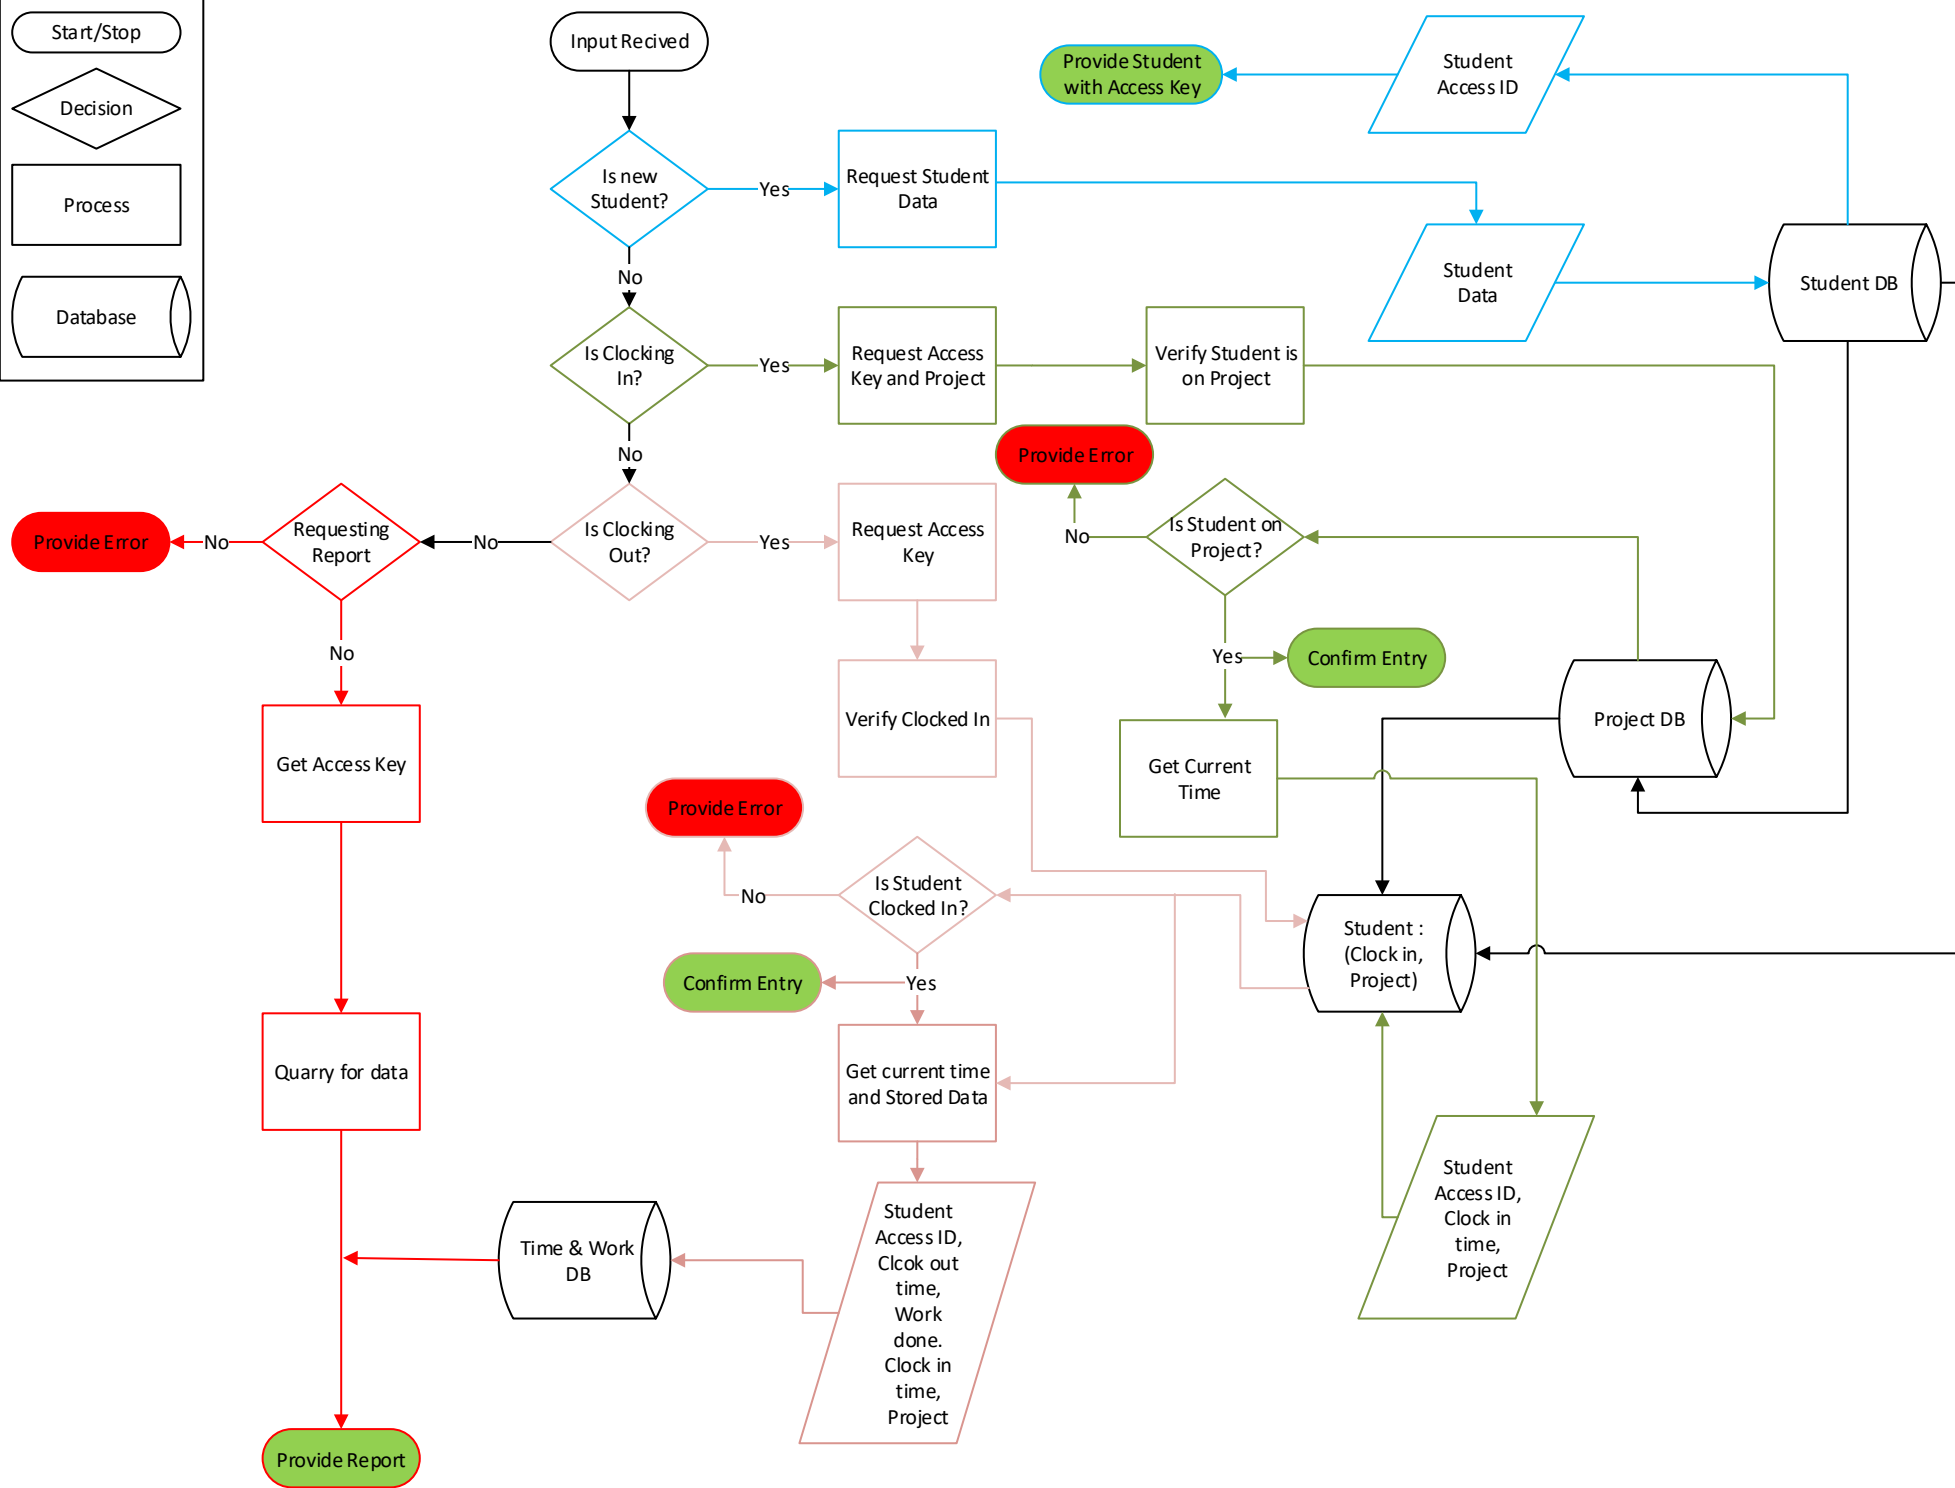 Start/Stop
Decision
Process
Database
Input Recived
Provide Student
with Access Key
Student
Access ID
Is new
Student?
Yes
Request Student
Data
No
Student
Data
Student DB
Is Clocking
In?
Yes
Request Access
Key and Project
Verify Student is
on Project
No
Provide Error
Provide Error
No
Requesting
Report
No
Is Clocking
Out?
Yes
Request Access
Key
No
Is Student on
Project?
No
Yes
Confirm Entry
Get Access Key
Verify Clocked In
Get Current
Time
Project DB
Provide Error
No
Is Student
Clocked In?
Student :
(Clock in,
Project)
Confirm Entry
Yes
Quarry for data
Get current time
and Stored Data
Time & Work
DB
Student
Access ID,
Clcok out
time,
Work
done.
Clock in
time,
Project
Student
Access ID,
Clock in
time,
Project
Provide Report